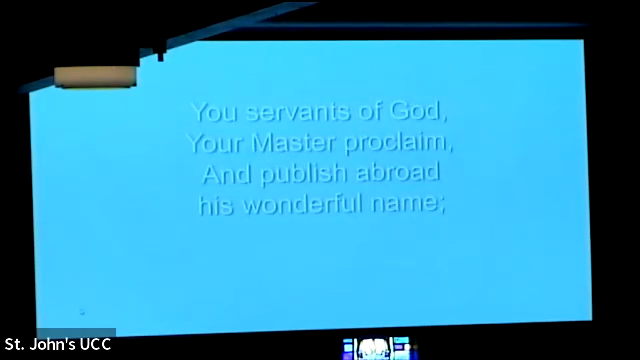 You servants of God,
Your Master proclaim,
And publish abroad
his wonderful name;
St. John's UCC